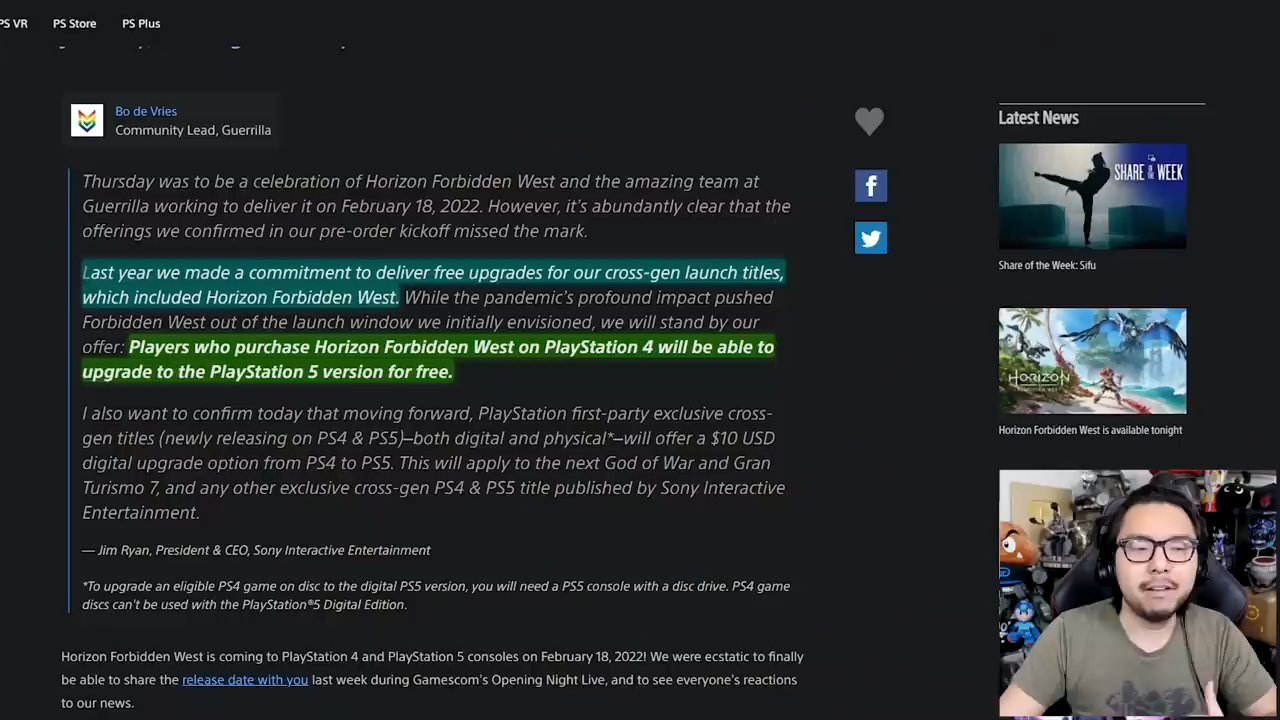 PS VR
PS Store
PS Plus
Bo de Vries
Community Lead, Guerrilla
Thursday was to be a celebration of Horizon Forbidden West and the amazing team at
Guerrilla working to deliver it on February 18, 2022. However, it's abundantly clear that the
offerings we confirmed in our pre-order kickoff missed the mark.
Last year we made a commitment to deliver free upgrades for our cross-gen launch titles,
which included Horizon Forbidden West. While the pandemic's profound impact pushed
Forbidden West out of the launch window we initially envisioned, we will stand by our
offer: Players who purchase Horizon Forbidden West on PlayStation 4 will be able to
upgrade to the PlayStation 5 version for free.
I also want to confirm today that moving forward, PlayStation first-party exclusive cross-
gen titles (newly releasing on PS4 & PS5)—both digital and physical*—will offer a $10 USD
digital upgrade option from PS4 to PS5. This will apply to the next God of War and Gran
Turismo 7, and any other exclusive cross-gen PS4 & PS5 title published by Sony Interactive
Entertainment.
— Jim Ryan, President & CEO, Sony Interactive Entertainment
*To upgrade an eligible PS4 game on disc to the digital PS5 version, you will need a PS5 console with a disc drive. PS4 game
discs can't be used with the PlayStation®5 Digital Edition.
Horizon Forbidden West is coming to PlayStation 4 and PlayStation 5 consoles on February 18, 2022! We were ecstatic to finally
be able to share the release date with you last week during Gamescom's Opening Night Live, and to see everyone's reactions
to our news.
Latest News
SHARE OF THE WEEK
Share of the Week: Sifu
HORIZON
Horizon Forbidden West is available tonight